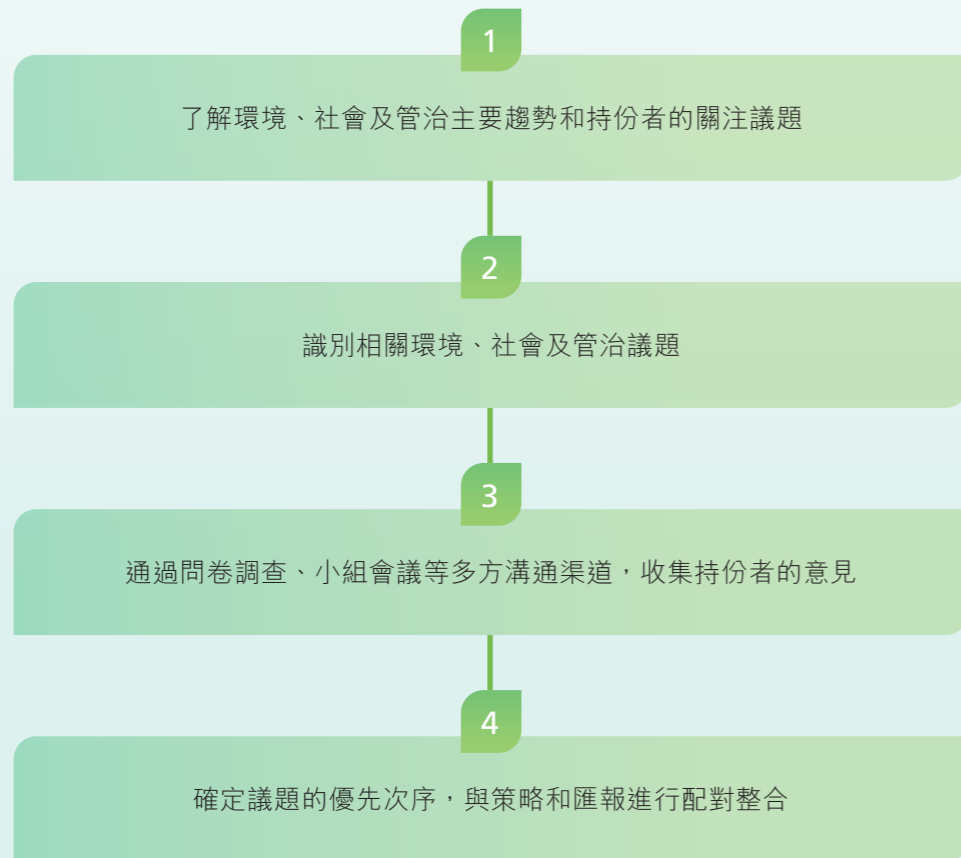 1
了解環境、社會及管治主要趨勢和持份者的關注議題
2
識別相關環境、社會及管治議題
3
通過問卷調查、小組會議等多方溝通渠道，收集持份者的意見
4
確定議題的優先次序，與策略和匯報進行配對整合